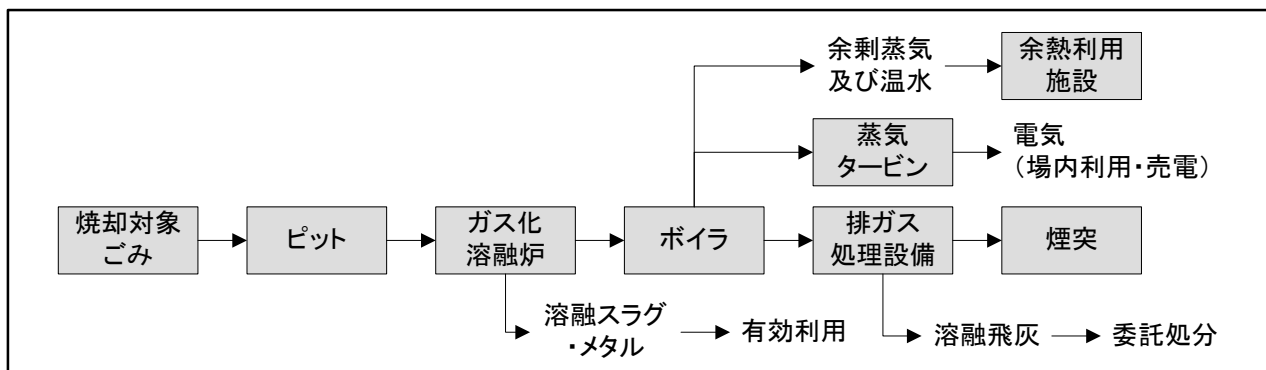 余剰蒸気
及び温水
余熱利用
施設
蒸気
タービン
電気
（場内利用・売電）
焼却対象
ごみ
ピット
ガス化
溶融炉
ボイラ
排ガス
処理設備
煙突
溶融スラグ
・メタル
有効利用
溶融飛灰
委託処分